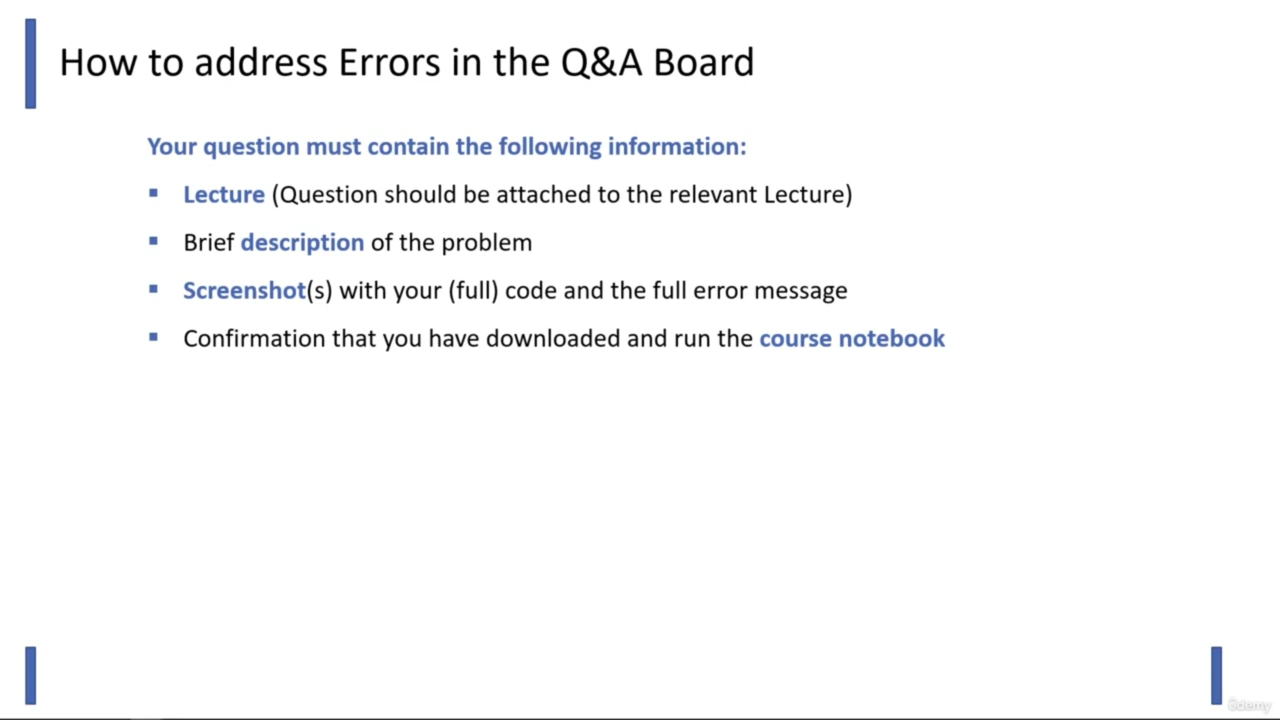 How to address Errors in the Q&A Board
Your question must contain the following information:
▪ Lecture (Question should be attached to the relevant Lecture)
▪ Brief description of the problem
▪ Screenshot(s) with your (full) code and the full error message
▪ Confirmation that you have downloaded and run the course notebook
Udemy